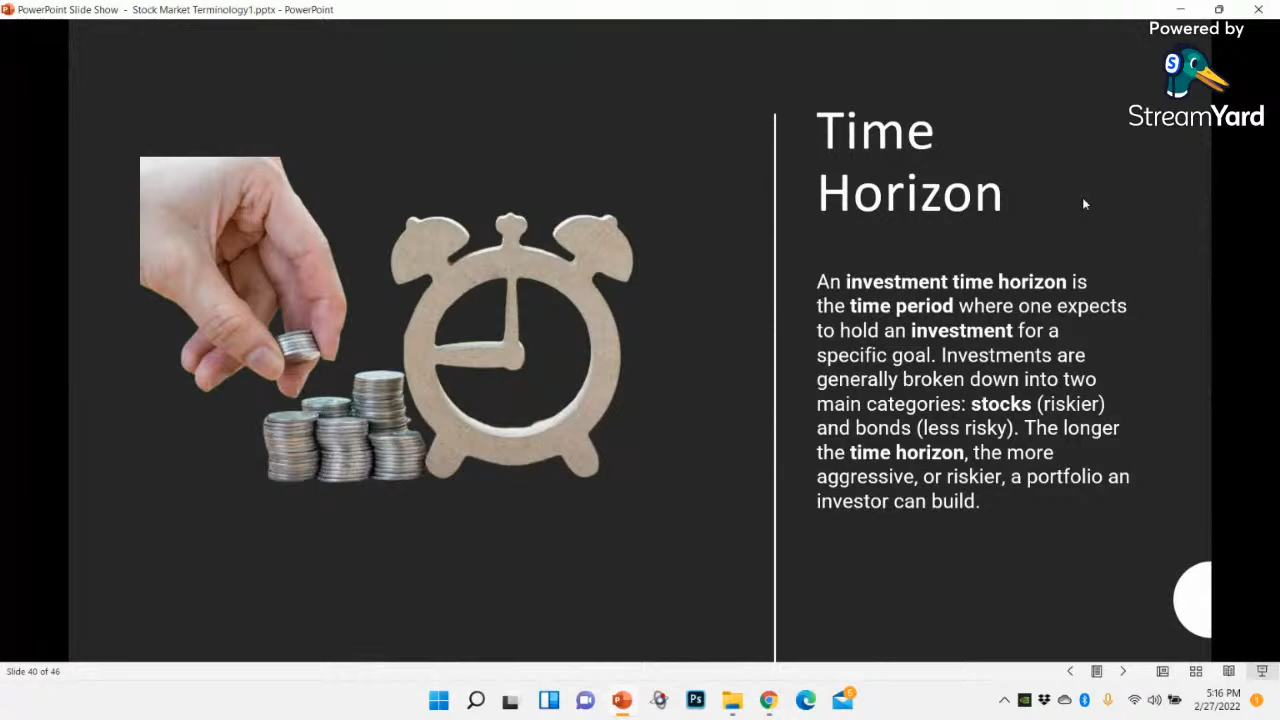 PowerPoint Slide Show - Stock Market Terminology1.pptx - PowerPoint
Powered by
S
StreamYard
Time
Horizon
An investment time horizon is
the time period where one expects
to hold an investment for a
specific goal. Investments are
generally broken down into two
main categories: stocks (riskier)
and bonds (less risky). The longer
the time horizon, the more
aggressive, or riskier, a portfolio an
investor can build.
Slide 40 of 46
Ps
5
5:16 PM
2/27/2022
1